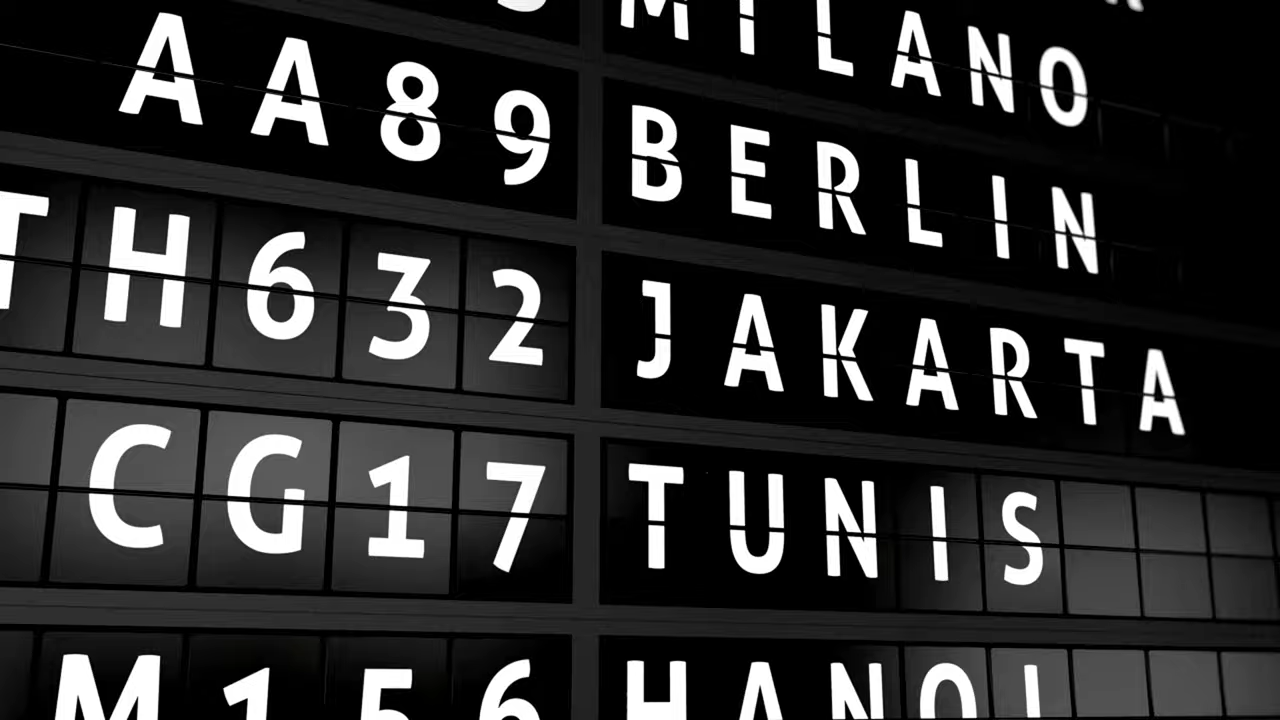 MILANO
AA89 BERLIN
TH632 JAKARTA
CG17 TUNIS
M156 HANOI